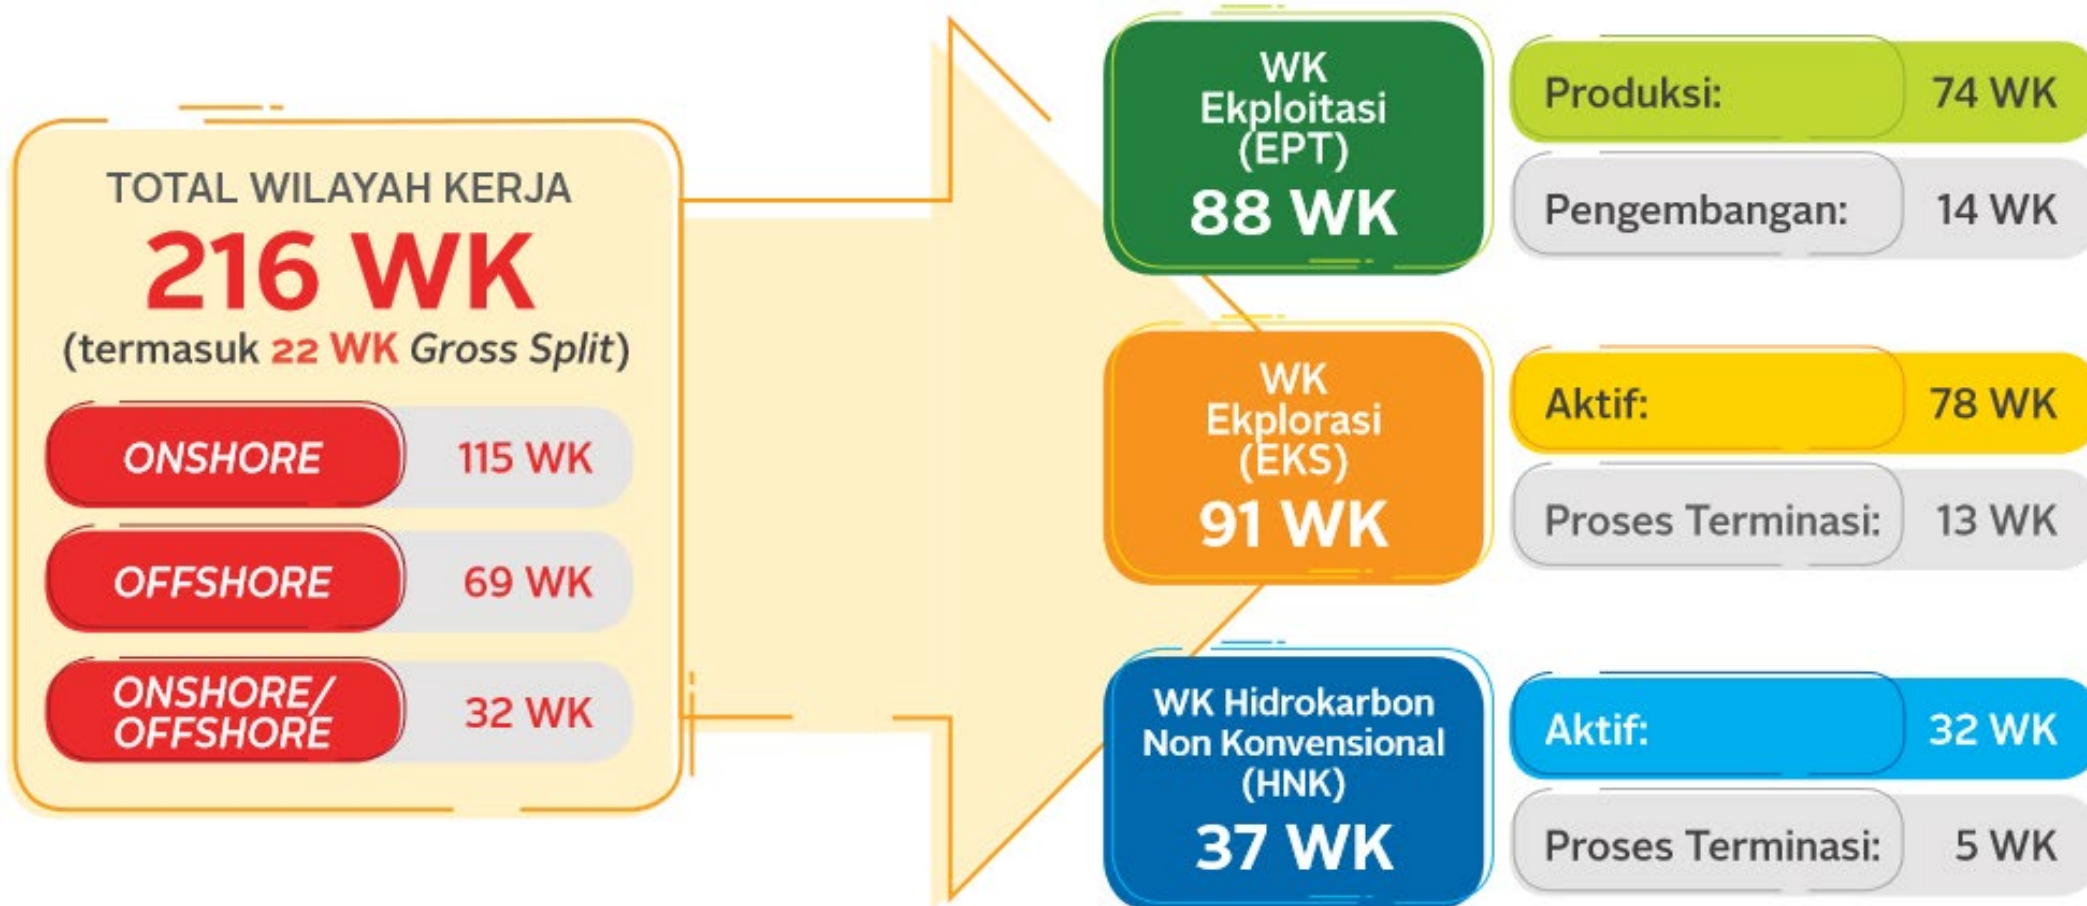 TOTAL WILAYAH KERJA
216 WK
(termasuk 22 WK Gross Split)
ONSHORE 115 WK
OFFSHORE 69 WK
ONSHORE/
OFFSHORE 32 WK
WK
Ekploitasi
(EPT)
88 WK
Produksi: 74 WK
Pengembangan: 14 WK
WK
Ekplorasi
(EKS)
91 WK
Aktif: 78 WK
Proses Terminasi: 13 WK
WK Hidrokarbon
Non Konvensional
(HNK)
37 WK
Aktif: 32 WK
Proses Terminasi: 5 WK